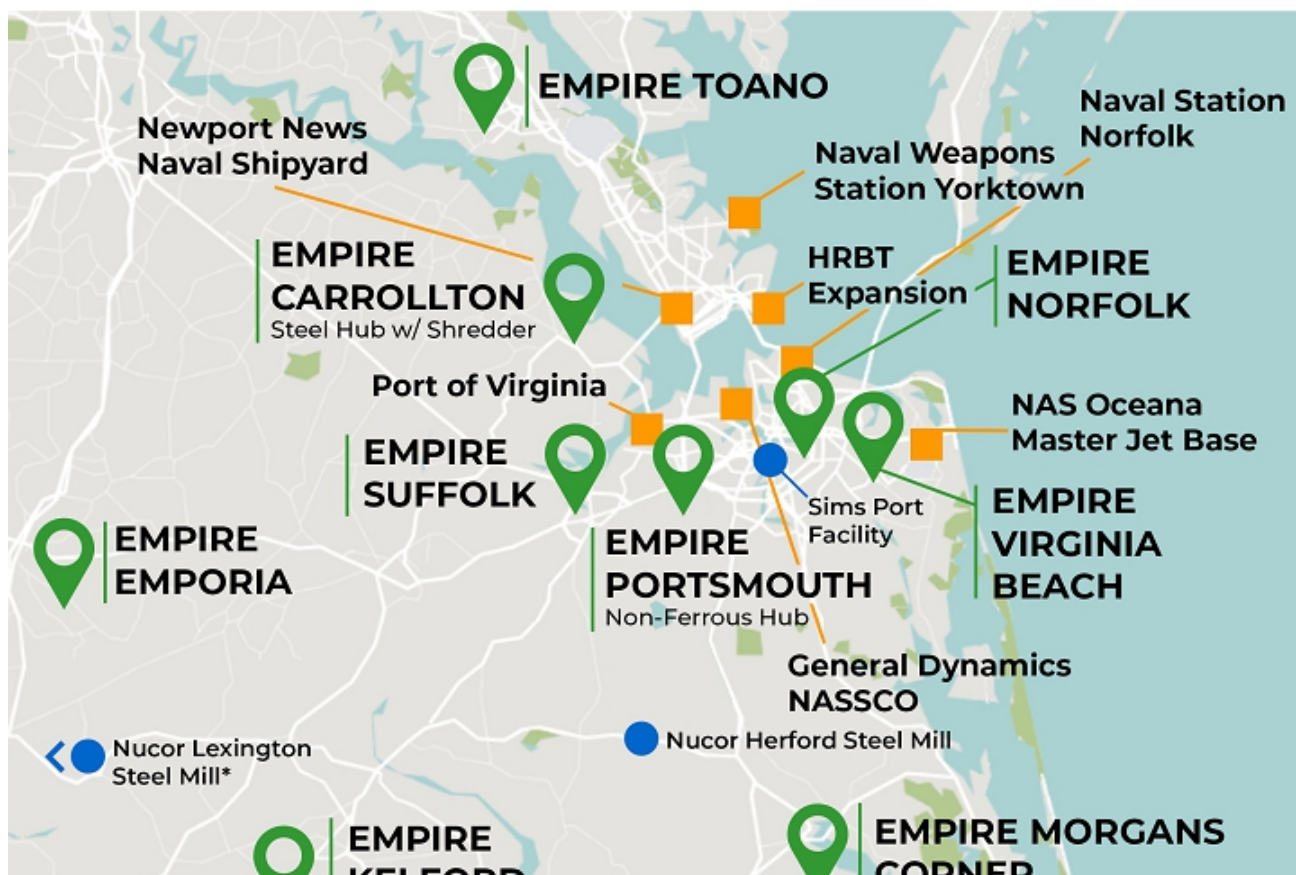 EMPIRE TOANO
Newport News
Naval Shipyard
Naval Station
Norfolk
Naval Weapons
Station Yorktown
EMPIRE
CARROLLTON
Steel Hub w/ Shredder
HRBT
Expansion
EMPIRE
NORFOLK
Port of Virginia
NAS Oceana
Master Jet Base
EMPIRE
SUFFOLK
Sims Port
Facility
EMPIRE
VIRGINIA
BEACH
EMPIRE
EMPORIA
EMPIRE
PORTSMOUTH
Non-Ferrous Hub
General Dynamics
NASSCO
Nucor Lexington
Steel Mill*
Nucor Herford Steel Mill
EMPIRE
KELFORD
EMPIRE MORGANS
CORNER